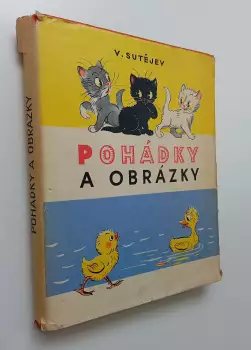 V. SUTĚJEV
POHÁDKY
A OBRÁZKY
POHÁDKY A OBRÁZKY